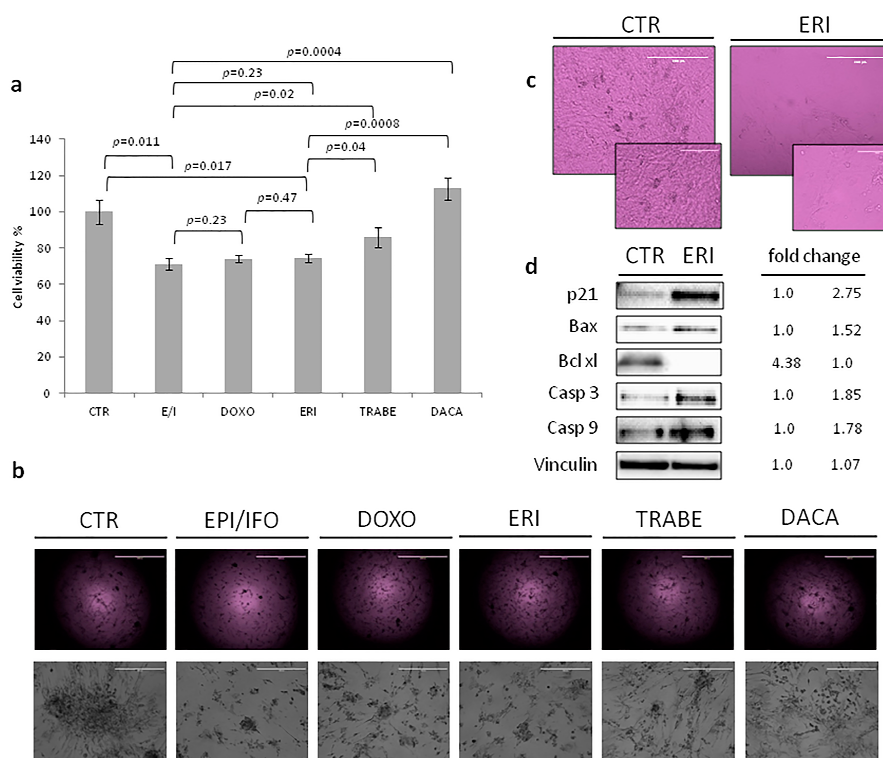 a
p=0.0004
p=0.23
p=0.02
p=0.0008
p=0.011
p=0.04
p=0.017
p=0.47
p=0.23
Cell viability %
140
120
100
80
60
40
20
0
CTR E/I DOXO ERI TRABE DACA
c
CTR ERI
d
CTR ERI fold change
p21 1.0 2.75
Bax 1.0 1.52
Bcl xl 4.38 1.0
Casp 3 1.0 1.85
Casp 9 1.0 1.78
Vinculin 1.0 1.07
b
CTR EPI/IFO DOXO ERI TRABE DACA